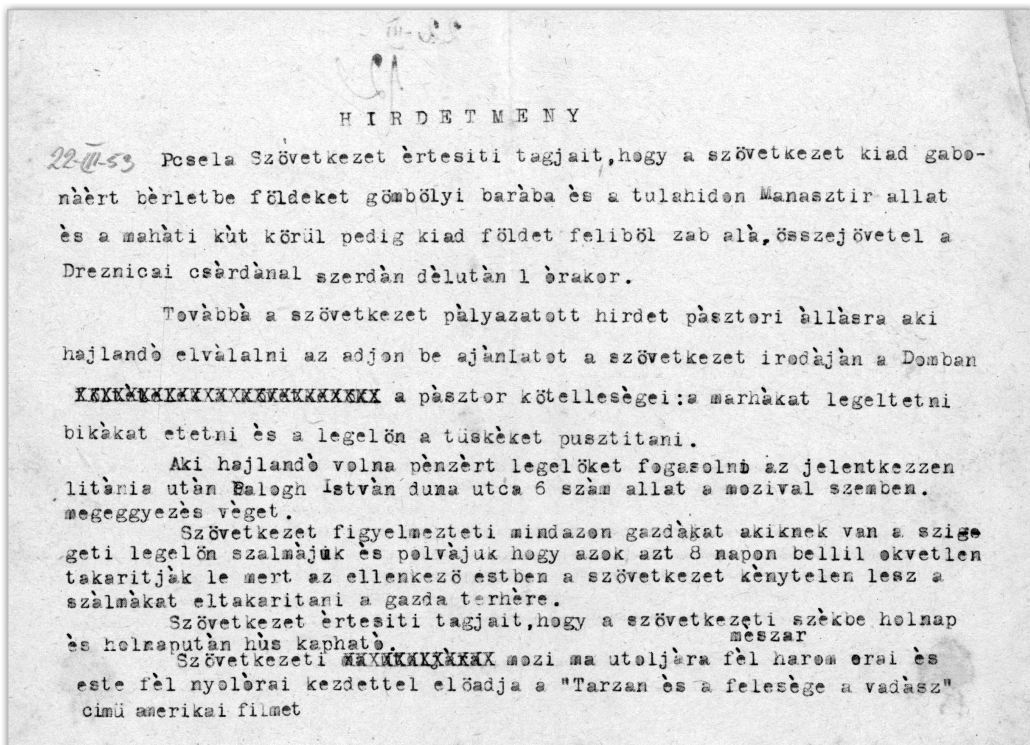 H I R D E T M E N Y
22-III-53 Pcsela Szövetkezet èrtesiti tagjait,hogy a szövetkezet kiad gabo-
nàèrt bèrletbe földeket gömbölyi baràba ès a tulahidon Manasztir allat
ès a mahàti kùt körül pedig kiad földet feliböl zab alà,összejövetel a
Dreznicai csàrdànal szerdàn dèlutàn 1 òrakor.
Tovàbbà a szövetkezet pàlyazatott hirdet pàsztori àllàsra aki
hajlandò elvàlalni az adjon be ajànlatot a szövetkezet irodàjàn a Domban
a pàsztor kötellesègei:a marhàkat legeltetni
bikàkat etetni ès a legelön a tüskèket pusztitani.
Aki hajlandò volna pènzèrt legelöket fogasolni az jelentkezzen
litània utàn Balogh Istvàn duna utca 6 szàm allat a mozival szemben.
megeggyezès vèget.
Szövetkezet figyelmezteti mindazon gazdàkat akiknek van a szige
geti legelön szalmàjuk ès polvàjuk hogy azok azt 8 napon bellil okvetlen
takaritjàk le mert az ellenkezö estben a szövetkezet kènytelen lesz a
szàlmàkat eltakaritani a gazda terhère.
Szövetkezet èrtesiti tagjait,hogy a szövetkezeti szèkbe holnap
mèszar
ès holnaputàn hùs kaphatò.
Szövetkezeti mozi ma utoljàra fèl harom orai ès
este fèl nyolòrai kezdettel elöadja a "Tarzan ès a felesège a vadàsz"
cimü amerikai filmet